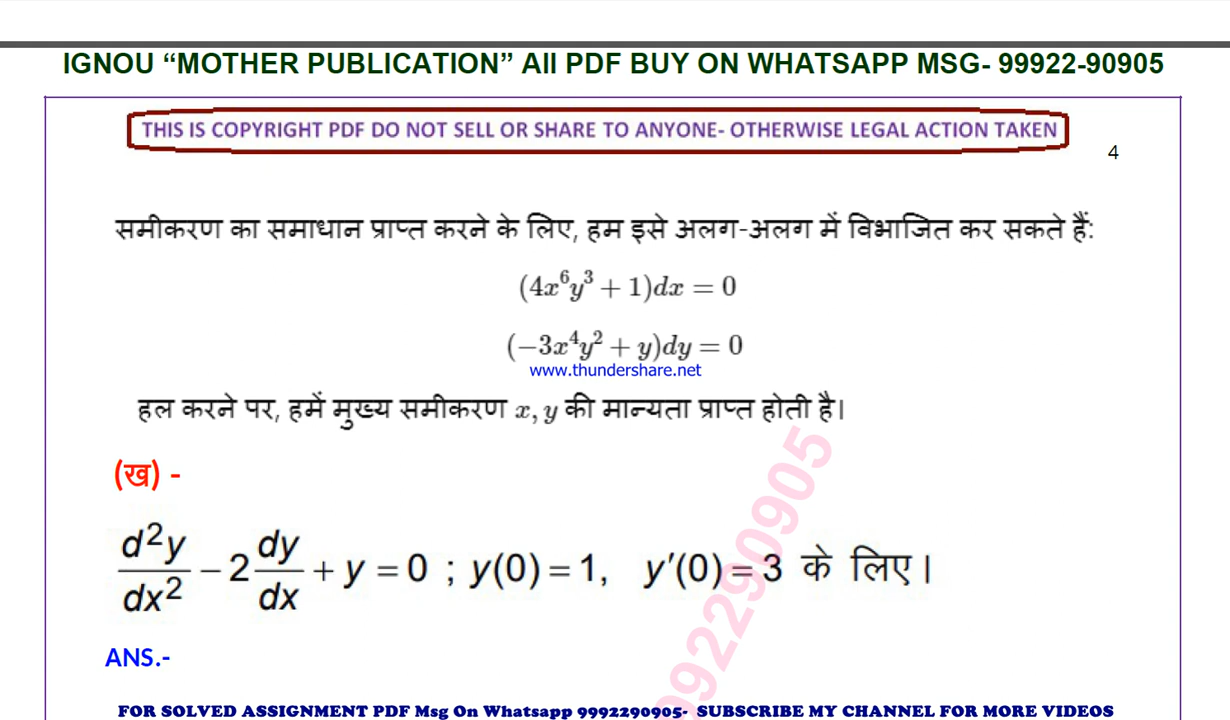 IGNOU “MOTHER PUBLICATION” All PDF BUY ON WHATSAPP MSG- 99922-90905
THIS IS COPYRIGHT PDF DO NOT SELL OR SHARE TO ANYONE- OTHERWISE LEGAL ACTION TAKEN
4
समीकरण का समाधान प्राप्त करने के लिए, हम इसे अलग-अलग में विभाजित कर सकते हैं:
(4x⁶y³ + 1)dx = 0
(−3x⁴y² + y)dy = 0
www.thundershare.net
हल करने पर, हमें मुख्य समीकरण x, y की मान्यता प्राप्त होती है।
(ख) -
d²y/dx² − 2 dy/dx + y = 0 ; y(0) = 1, y′(0) = 3 के लिए।
ANS.-
99229 0905
FOR SOLVED ASSIGNMENT PDF Msg On Whatsapp 9992290905- SUBSCRIBE MY CHANNEL FOR MORE VIDEOS